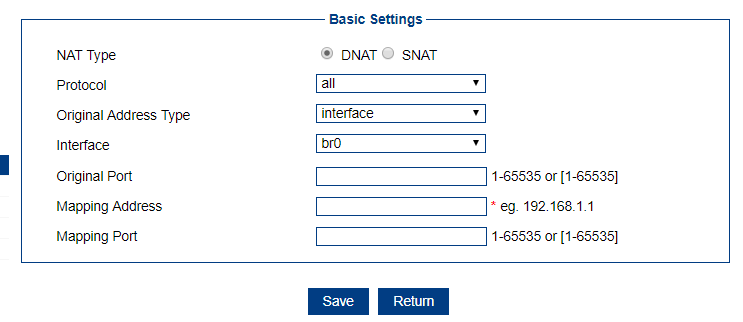 Basic Settings
NAT Type DNAT SNAT
Protocol all
Original Address Type interface
Interface br0
Original Port 1-65535 or [1-65535]
Mapping Address * eg. 192.168.1.1
Mapping Port 1-65535 or [1-65535]
Save Return